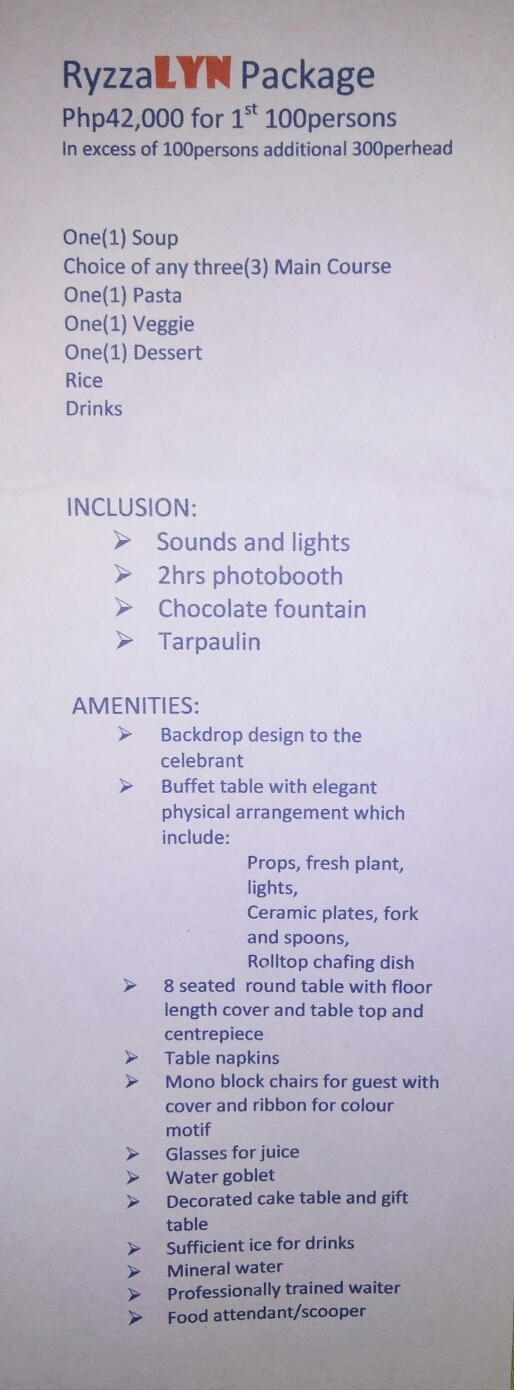 RyzzaLYN Package
Php42,000 for 1st 100persons
In excess of 100persons additional 300perhead
One(1) Soup
Choice of any three(3) Main Course
One(1) Pasta
One(1) Veggie
One(1) Dessert
Rice
Drinks
INCLUSION:
➢ Sounds and lights
➢ 2hrs photobooth
➢ Chocolate fountain
➢ Tarpaulin
AMENITIES:
➢ Backdrop design to the
celebrant
➢ Buffet table with elegant
physical arrangement which
include:
Props, fresh plant,
lights,
Ceramic plates, fork
and spoons,
Rolltop chafing dish
➢ 8 seated round table with floor
length cover and table top and
centrepiece
➢ Table napkins
➢ Mono block chairs for guest with
cover and ribbon for colour
motif
➢ Glasses for juice
➢ Water goblet
➢ Decorated cake table and gift
table
➢ Sufficient ice for drinks
➢ Mineral water
➢ Professionally trained waiter
➢ Food attendant/scooper